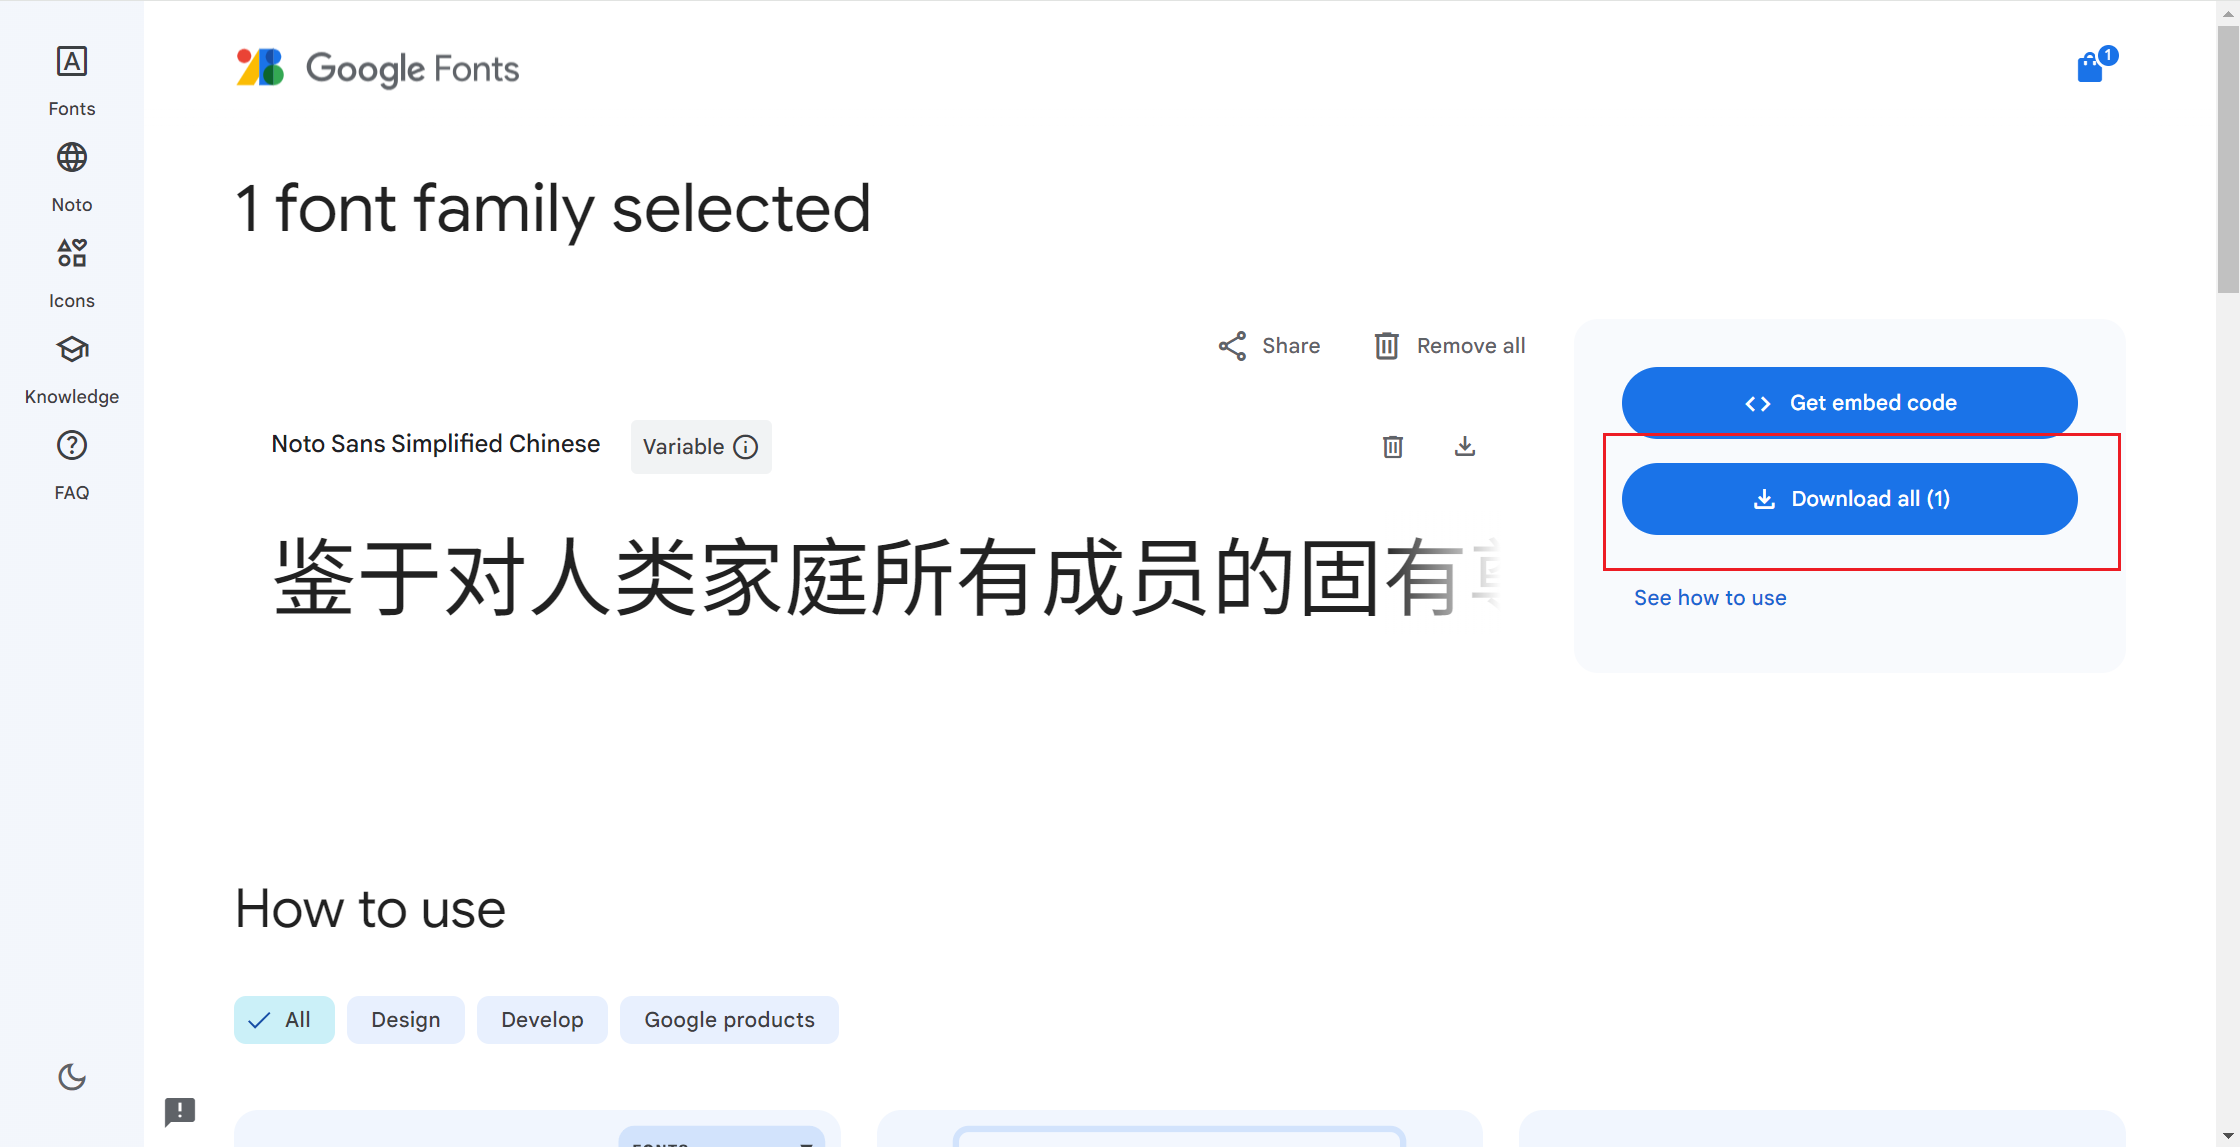 Fonts
Noto
Icons
Knowledge
FAQ
Google Fonts
1
1 font family selected
Share
Remove all
Get embed code
Noto Sans Simplified Chinese
Variable
Download all (1)
鉴于对人类家庭所有成员的固有
See how to use
How to use
All
Design
Develop
Google products